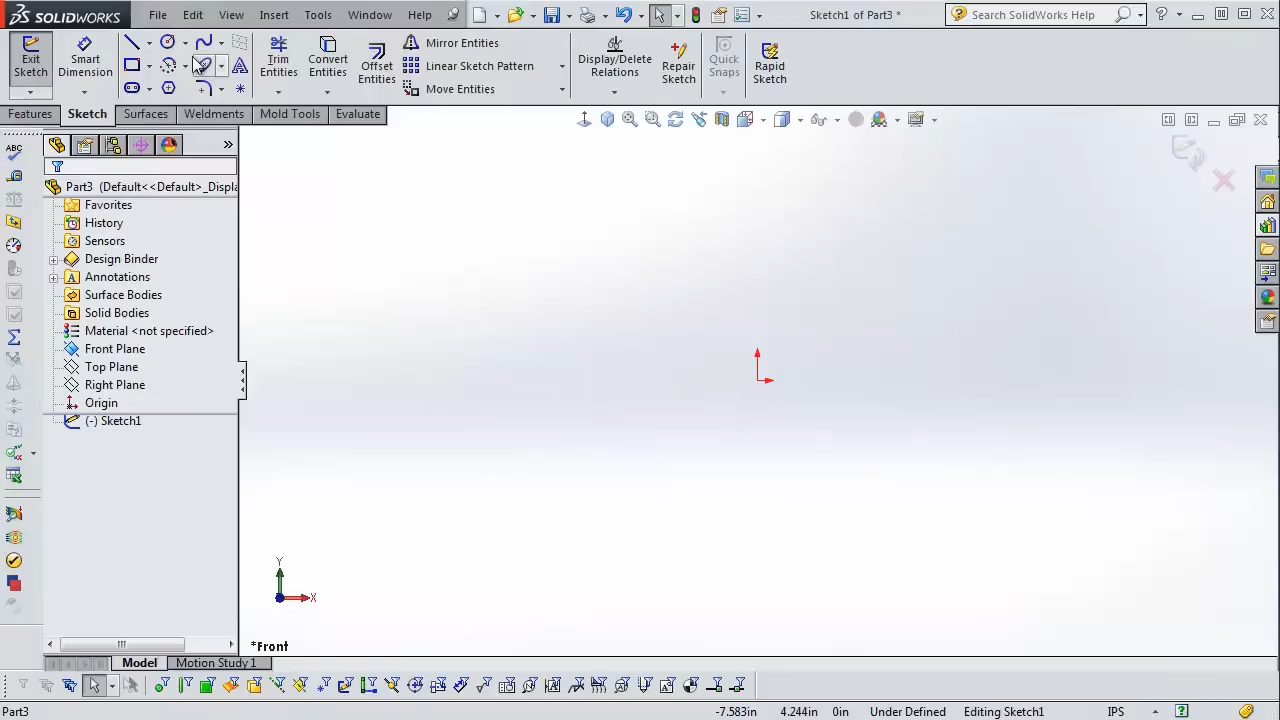 SOLIDWORKS File Edit View Insert Tools Window Help Sketch1 of Part3 * Search SolidWorks Help
Exit Sketch
Smart Dimension
Trim Entities
Convert Entities
Offset Entities
Mirror Entities
Linear Sketch Pattern
Move Entities
Display/Delete Relations
Repair Sketch
Quick Snaps
Rapid Sketch
Features Sketch Surfaces Weldments Mold Tools Evaluate
ABC
Part3 (Default<<Default>_Displa
Favorites
History
Sensors
Design Binder
Annotations
Surface Bodies
Solid Bodies
Material <not specified>
Front Plane
Top Plane
Right Plane
Origin
(-) Sketch1
Y
X
*Front
Model Motion Study 1
Part3 -7.583in 4.244in 0in Under Defined Editing Sketch1 IPS